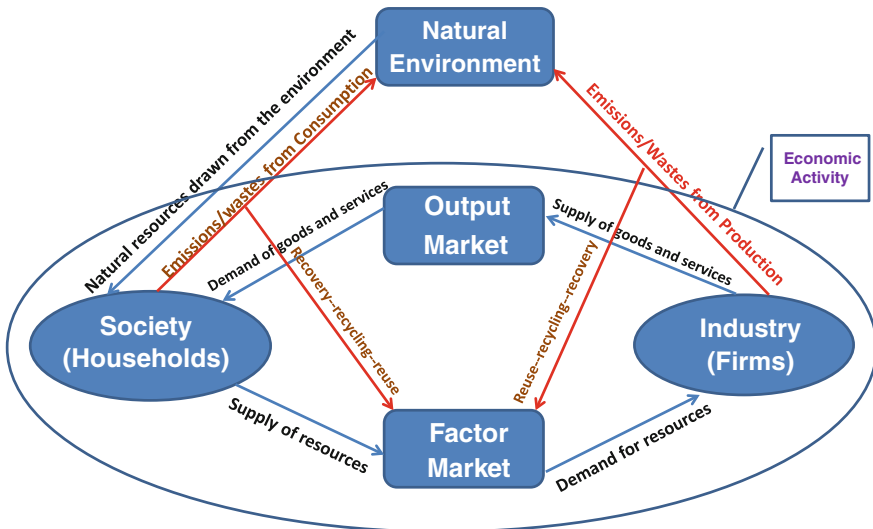 Natural
Environment
Natural resources drawn from the environment
Emissions/wastes from Consumption
Emissions/Wastes from Production
Economic
Activity
Output
Market
Demand of goods and services
Supply of goods and services
Recovery--recycling--reuse
Reuse--recycling--recovery
Society
(Households)
Industry
(Firms)
Supply of resources
Factor
Market
Demand for resources